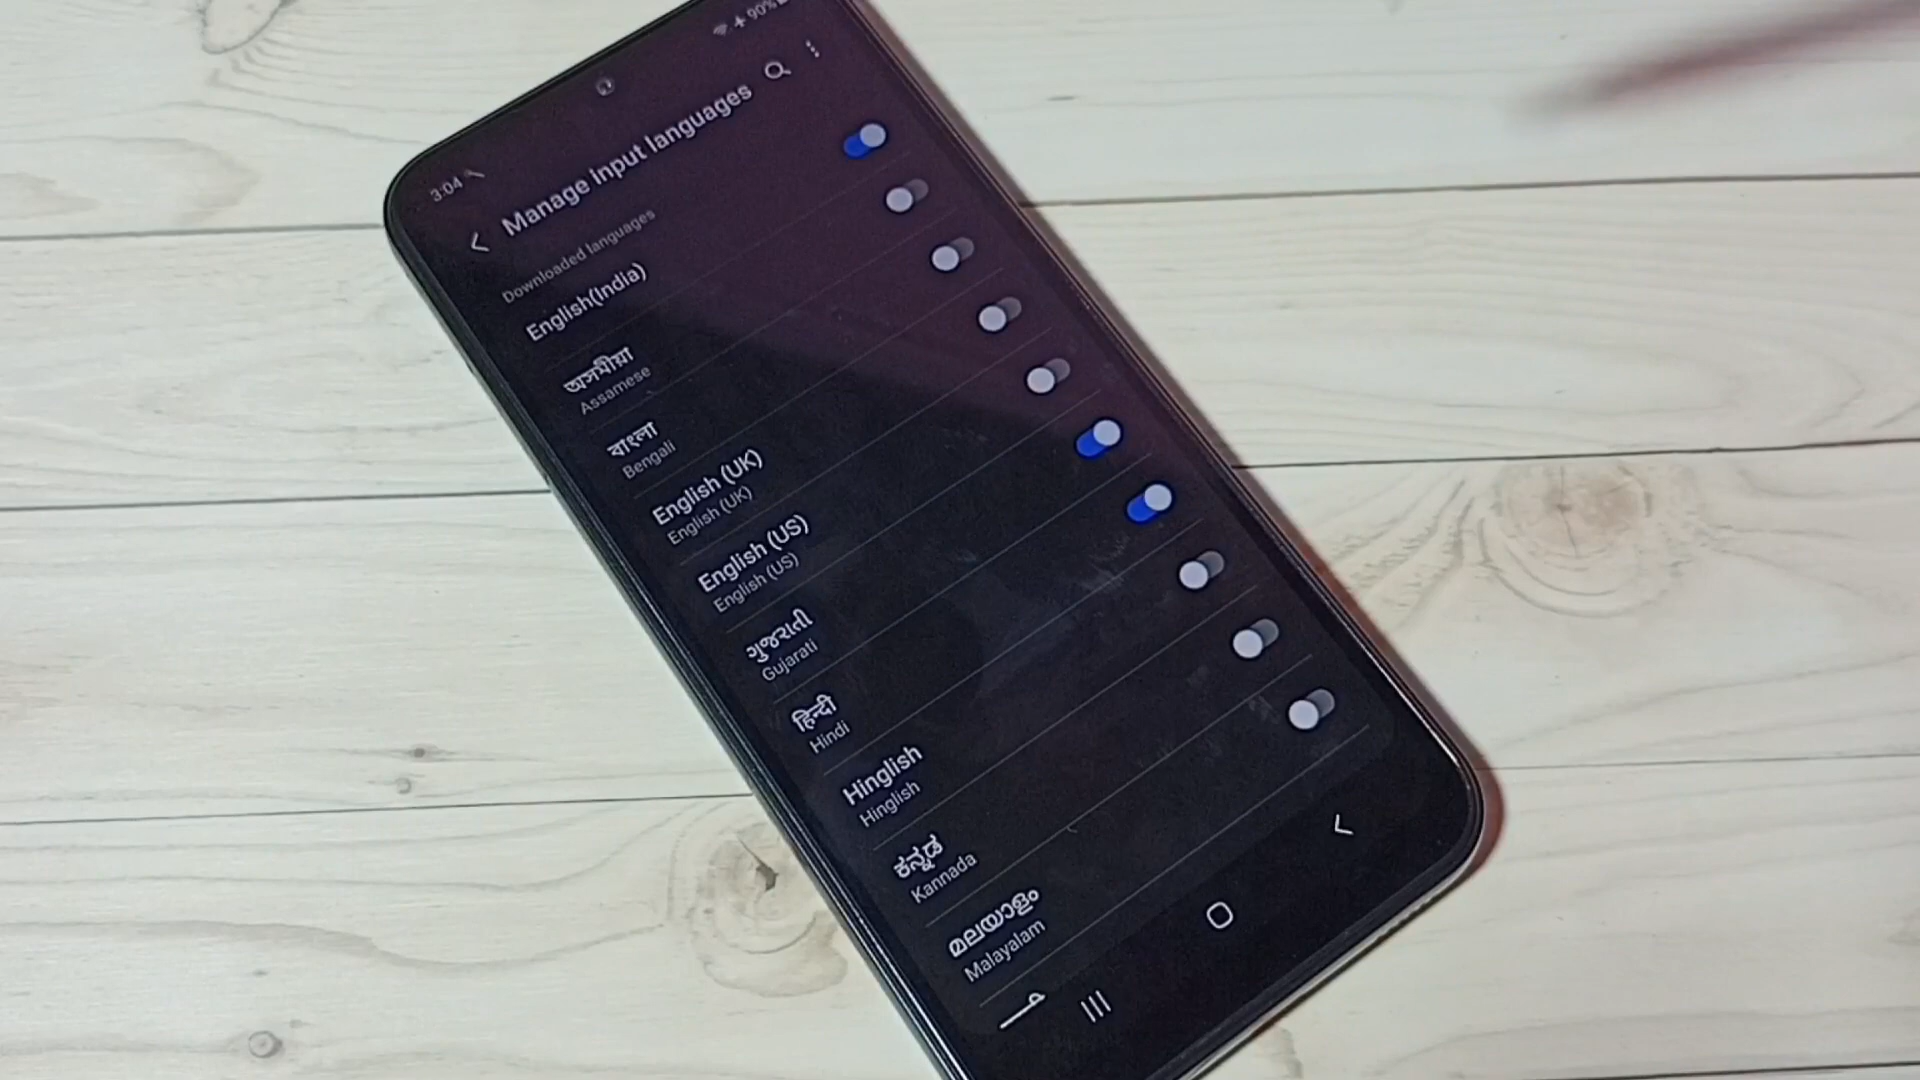 3:04
90%
Manage input languages
Downloaded languages
English(India)
অসমীয়া
Assamese
বাংলা
Bengali
English (UK)
English (UK)
English (US)
English (US)
ગુજરાતી
Gujarati
हिन्दी
Hindi
Hinglish
Hinglish
ಕನ್ನಡ
Kannada
മലയാളം
Malayalam